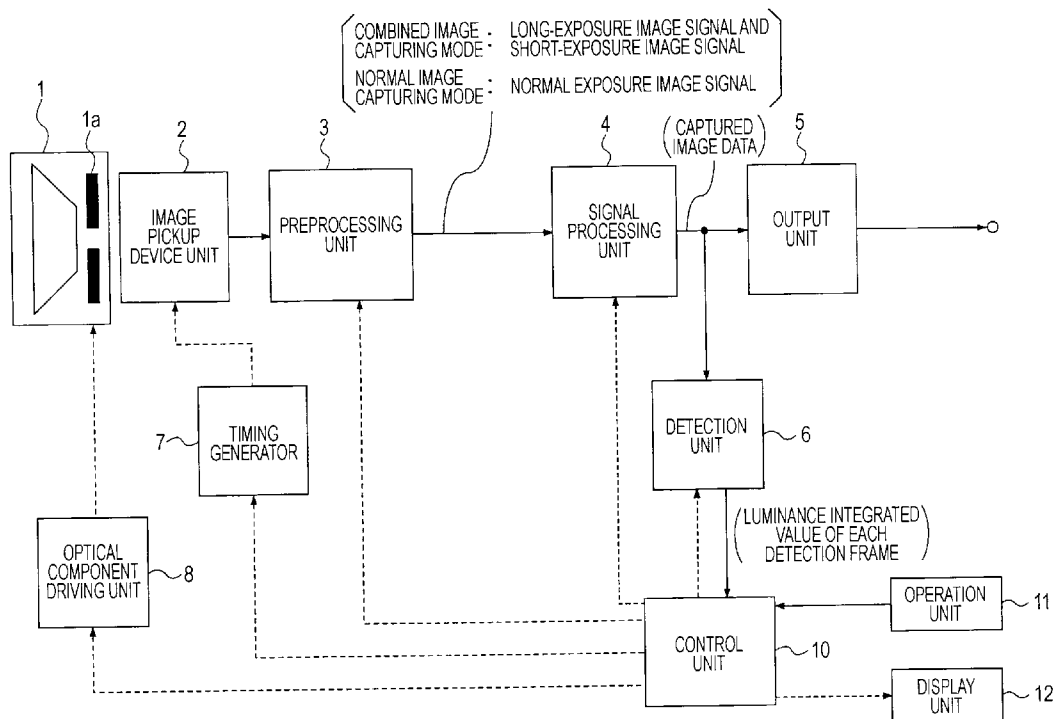 COMBINED IMAGE CAPTURING MODE : LONG-EXPOSURE IMAGE SIGNAL AND SHORT-EXPOSURE IMAGE SIGNAL
NORMAL IMAGE CAPTURING MODE : NORMAL EXPOSURE IMAGE SIGNAL
1
1a
2
3
4
(CAPTURED
IMAGE DATA)
5
IMAGE
PICKUP
DEVICE UNIT
PREPROCESSING
UNIT
SIGNAL
PROCESSING
UNIT
OUTPUT
UNIT
7
TIMING
GENERATOR
DETECTION
UNIT
6
(LUMINANCE INTEGRATED
VALUE OF EACH
DETECTION FRAME)
OPTICAL
COMPONENT
DRIVING UNIT
8
CONTROL
UNIT
10
OPERATION
UNIT
11
DISPLAY
UNIT
12